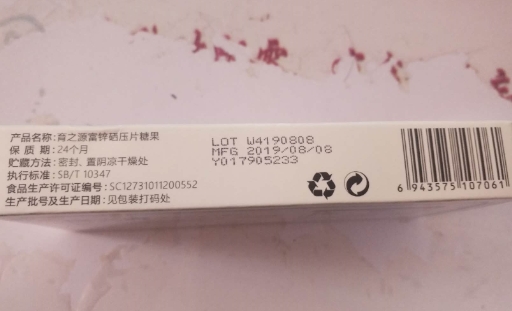 产品名称:育之源富锌硒压片糖果
保 质 期:24个月
贮藏方法:密封、置阴凉干燥处
执行标准:SB/T 10347
食品生产许可证编号:SC12731011200552
生产批号及生产日期:见包装打码处
LOT W4190808
MFG 2019/08/08
Y017905233
6 943575 107061